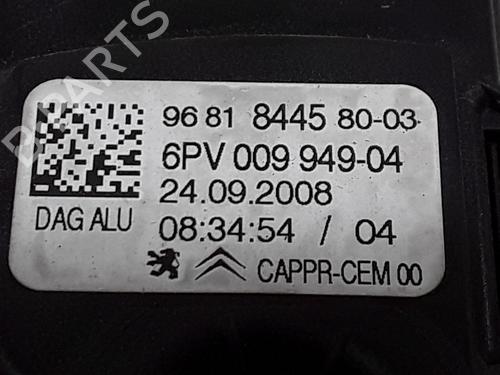 B-PARTS
96 81 8445 80-03
6PV 009 949-04
24.09.2008
DAG ALU
08:34:54 / 04
CAPPR-CEM 00